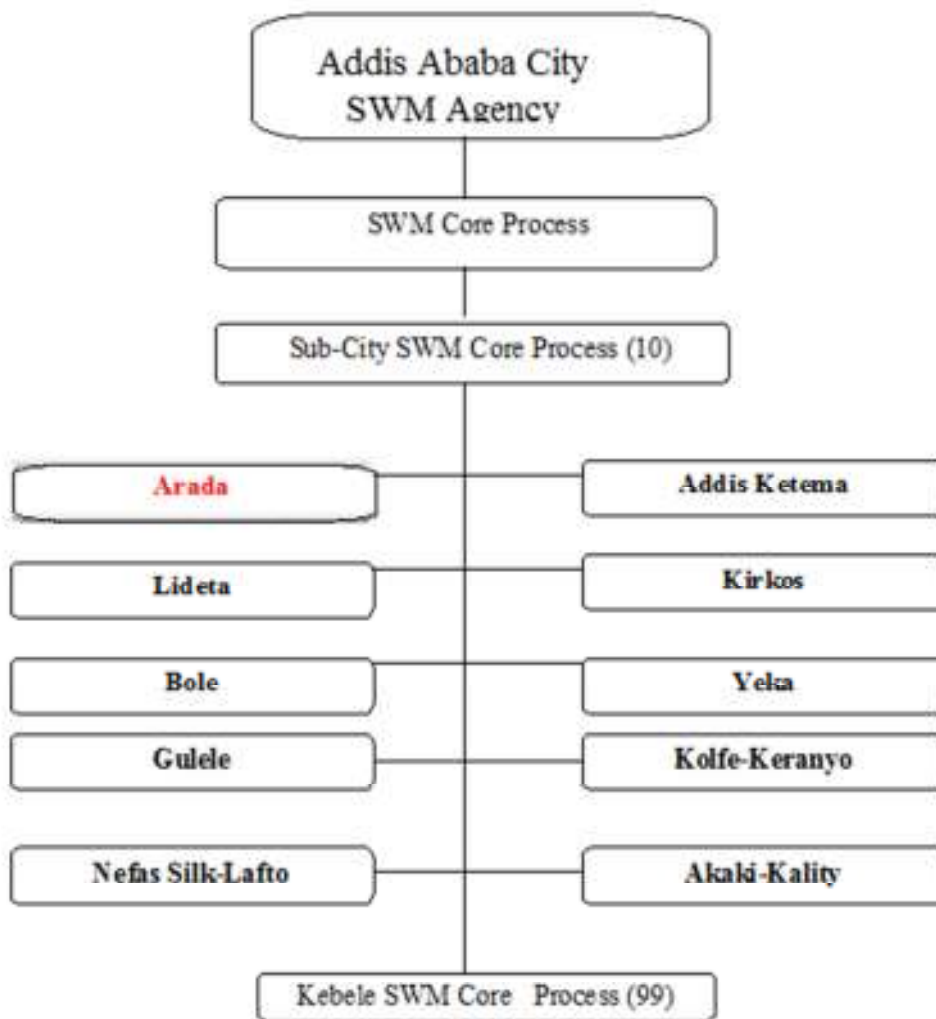 Addis Ababa City
SWM Agency
SWM Core Process
Sub-City SWM Core Process (10)
Arada
Addis Ketema
Lideta
Kirkos
Bole
Yeka
Gulele
Kolfe-Keranyo
Nefas Silk-Lafto
Akaki-Kality
Kebele SWM Core Process (99)